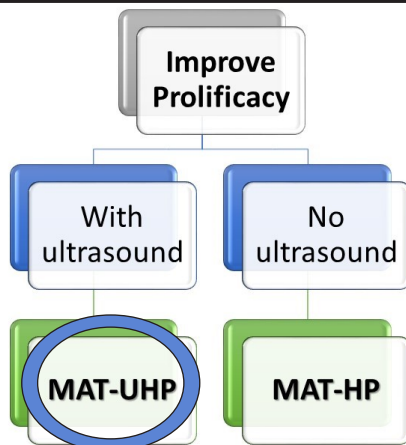 Improve
Prolificacy
With
ultrasound
No
ultrasound
MAT-UHP
MAT-HP